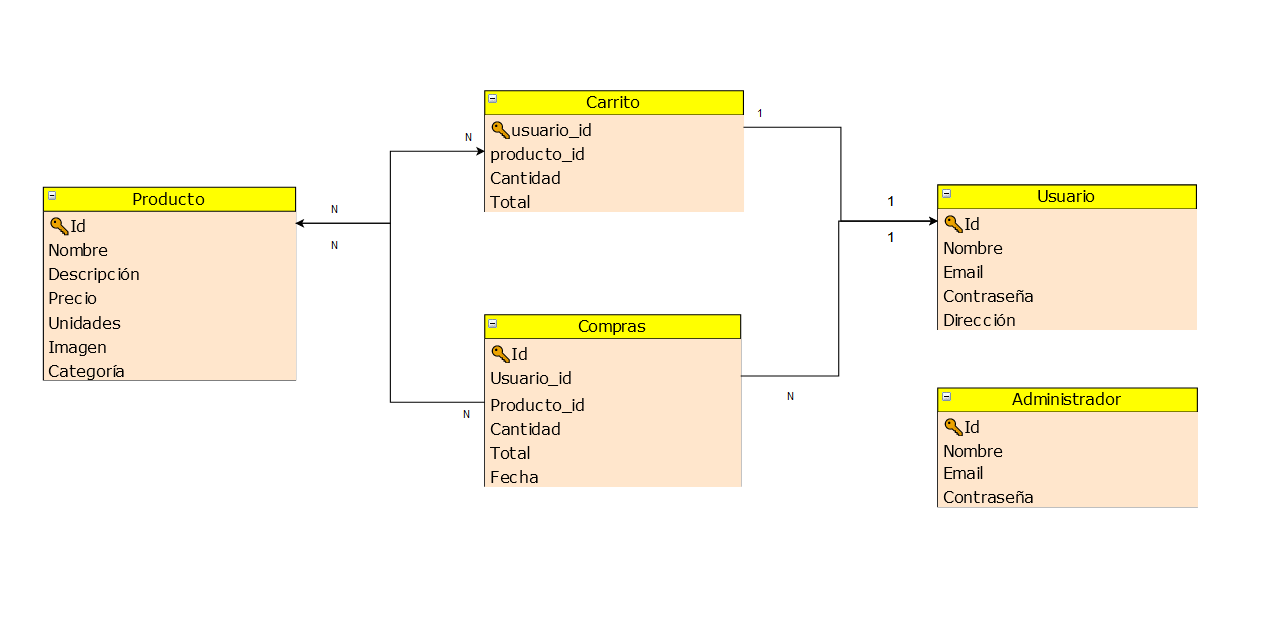 Carrito
usuario_id
producto_id
Cantidad
Total
1
N
Producto
Id
Nombre
Descripción
Precio
Unidades
Imagen
Categoría
N
N
Usuario
Id
Nombre
Email
Contraseña
Dirección
1
1
Compras
Id
Usuario_id
Producto_id
Cantidad
Total
Fecha
N
N
Administrador
Id
Nombre
Email
Contraseña